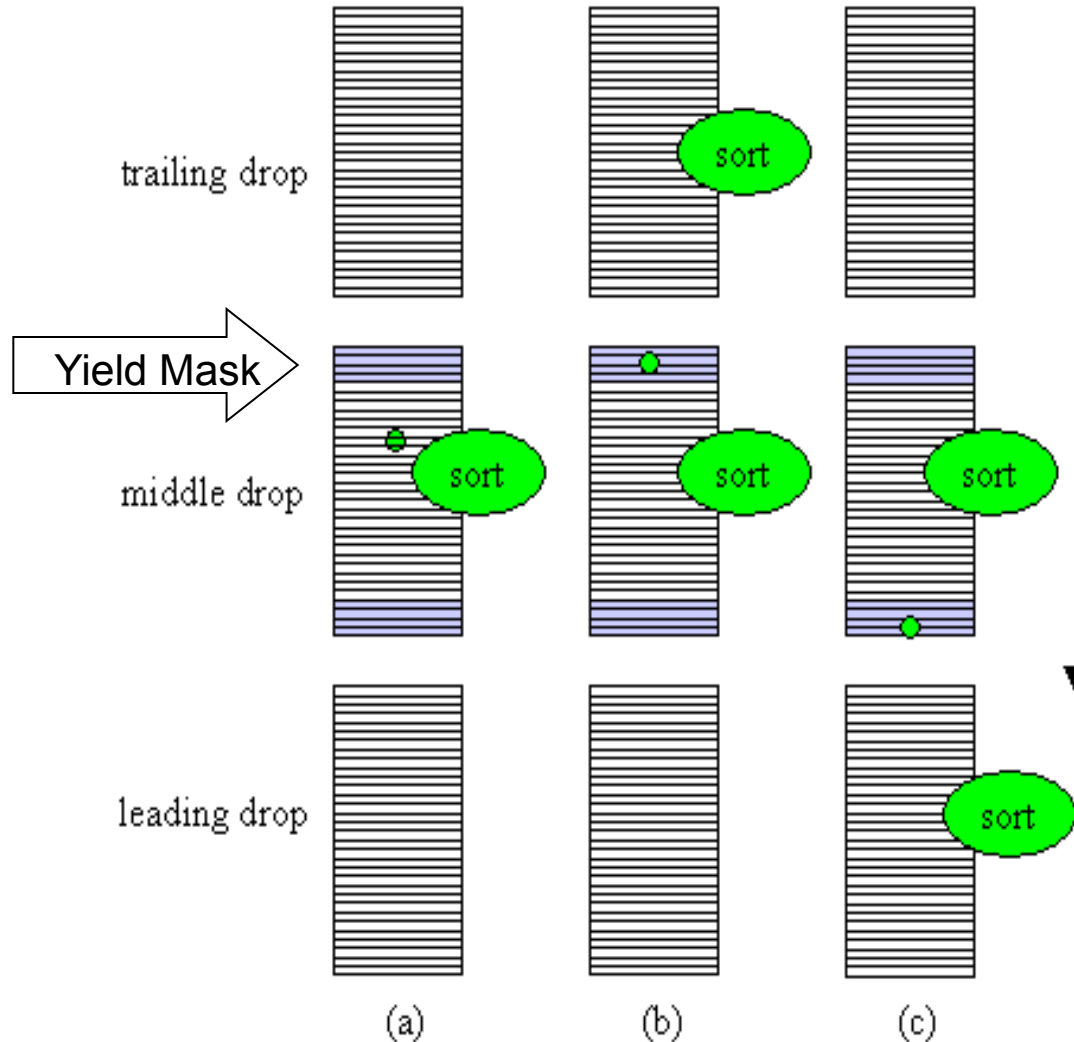 sort
trailing drop
Yield Mask
sort sort sort
middle drop
leading drop
sort
(a) (b) (c)